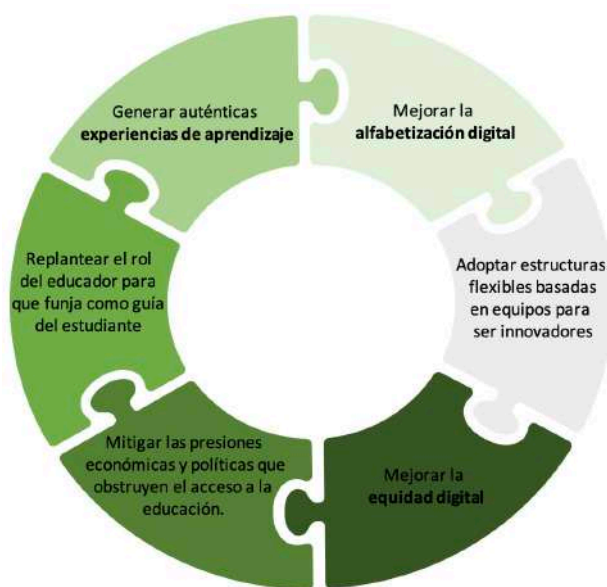 Generar auténticas
experiencias de aprendizaje
Mejorar la
alfabetización digital
Adoptar estructuras
flexibles basadas
en equipos para
ser innovadores
Mejorar la
equidad digital
Mitigar las presiones
económicas y políticas que
obstruyen el acceso a la
educación.
Replantear el rol
del educador para
que funja como guía
del estudiante